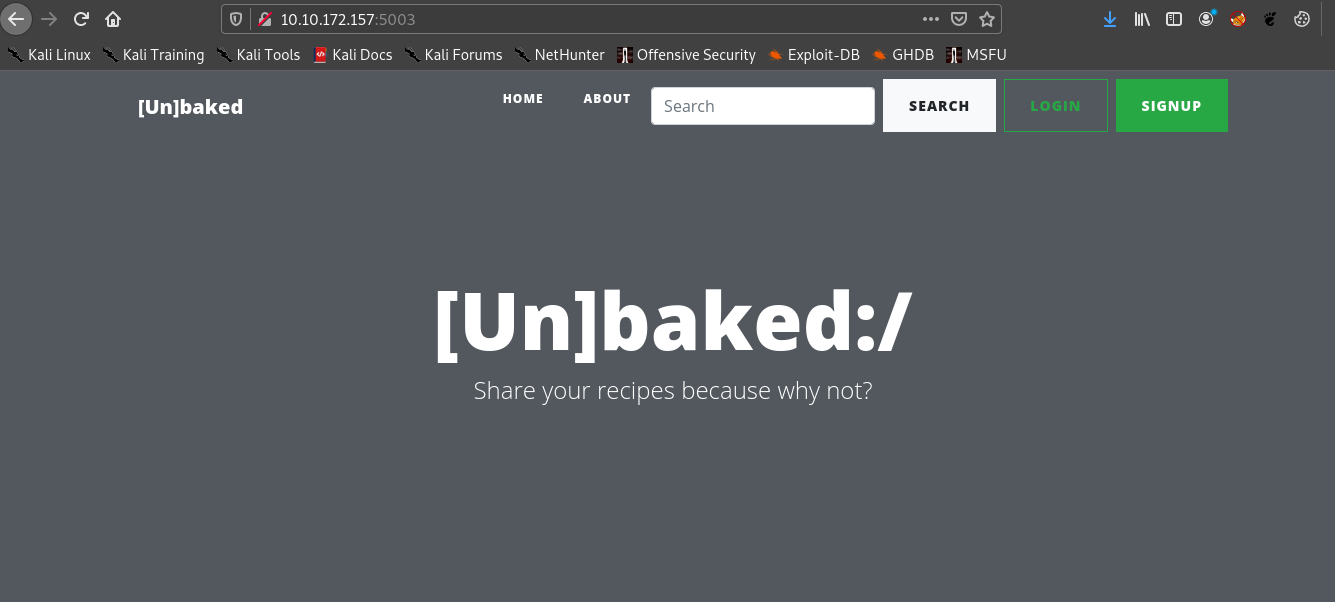 10.10.172.157:5003
Kali Linux Kali Training Kali Tools Kali Docs Kali Forums NetHunter Offensive Security Exploit-DB GHDB MSFU
[Un]baked HOME ABOUT Search SEARCH LOGIN SIGNUP
[Un]baked:/
Share your recipes because why not?